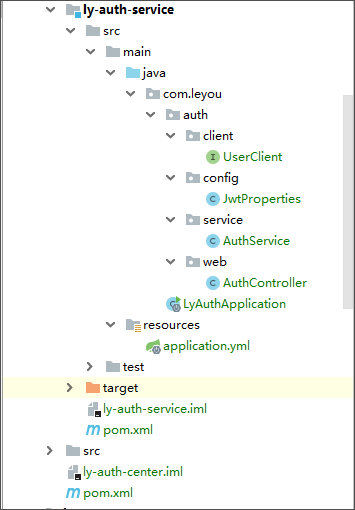 ly-auth-service
src
main
java
com.leyou
auth
client
UserClient
config
JwtProperties
service
AuthService
web
AuthController
LyAuthApplication
resources
application.yml
test
target
ly-auth-service.iml
pom.xml
src
ly-auth-center.iml
pom.xml